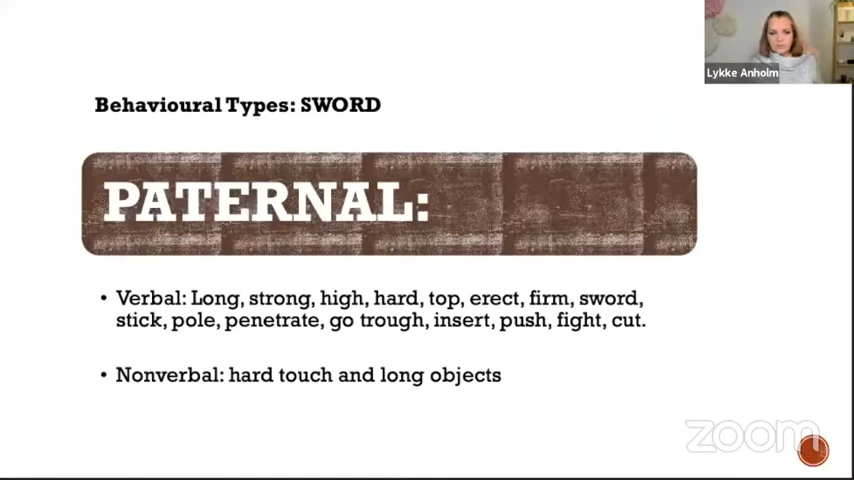 Lykke Anholm
Behavioural Types: SWORD
PATERNAL:
• Verbal: Long, strong, high, hard, top, erect, firm, sword,
stick, pole, penetrate, go trough, insert, push, fight, cut.
• Nonverbal: hard touch and long objects
zoom